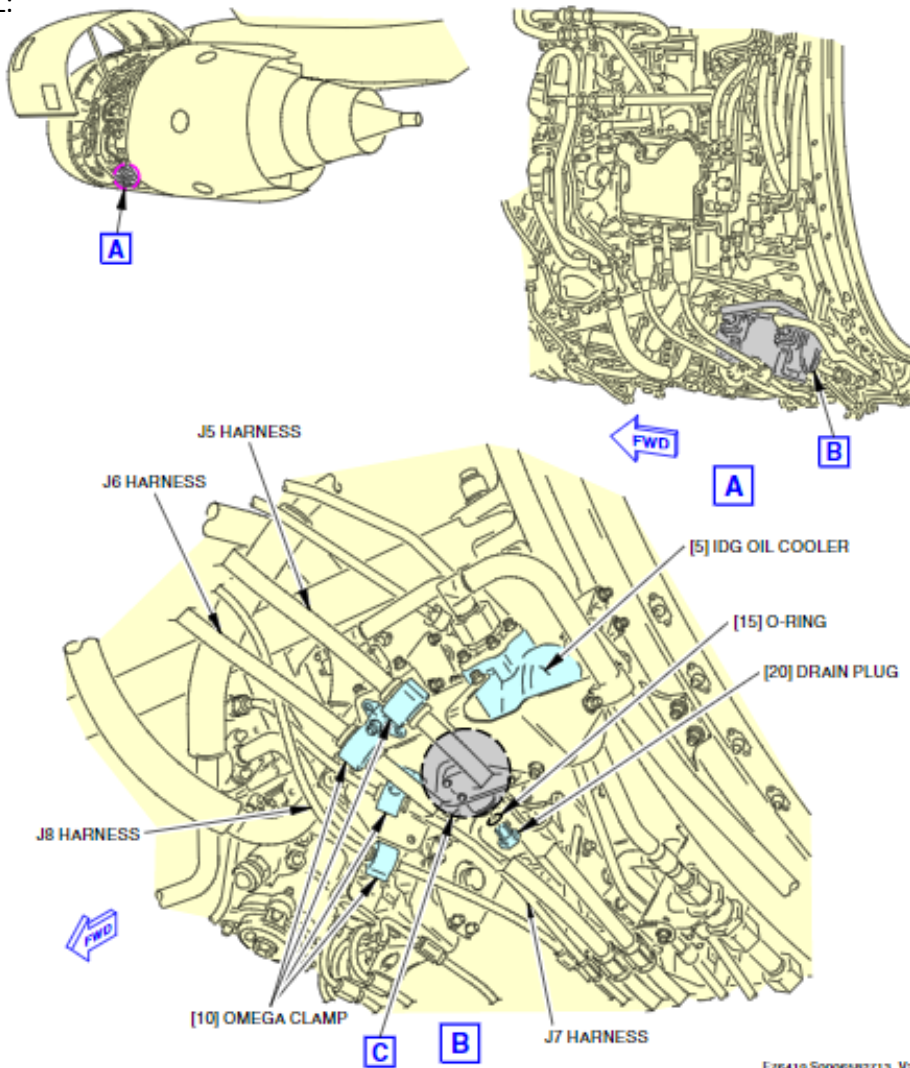 A
FWD
B
A
J5 HARNESS
J6 HARNESS
[5] IDG OIL COOLER
[15] O-RING
[20] DRAIN PLUG
J8 HARNESS
FWD
[10] OMEGA CLAMP
C
B
J7 HARNESS